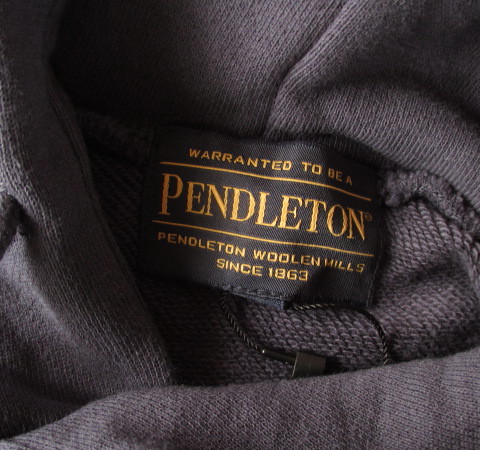 WARRANTED TO BE A
PENDLETON®
PENDLETON WOOLEN MILLS
SINCE 1863